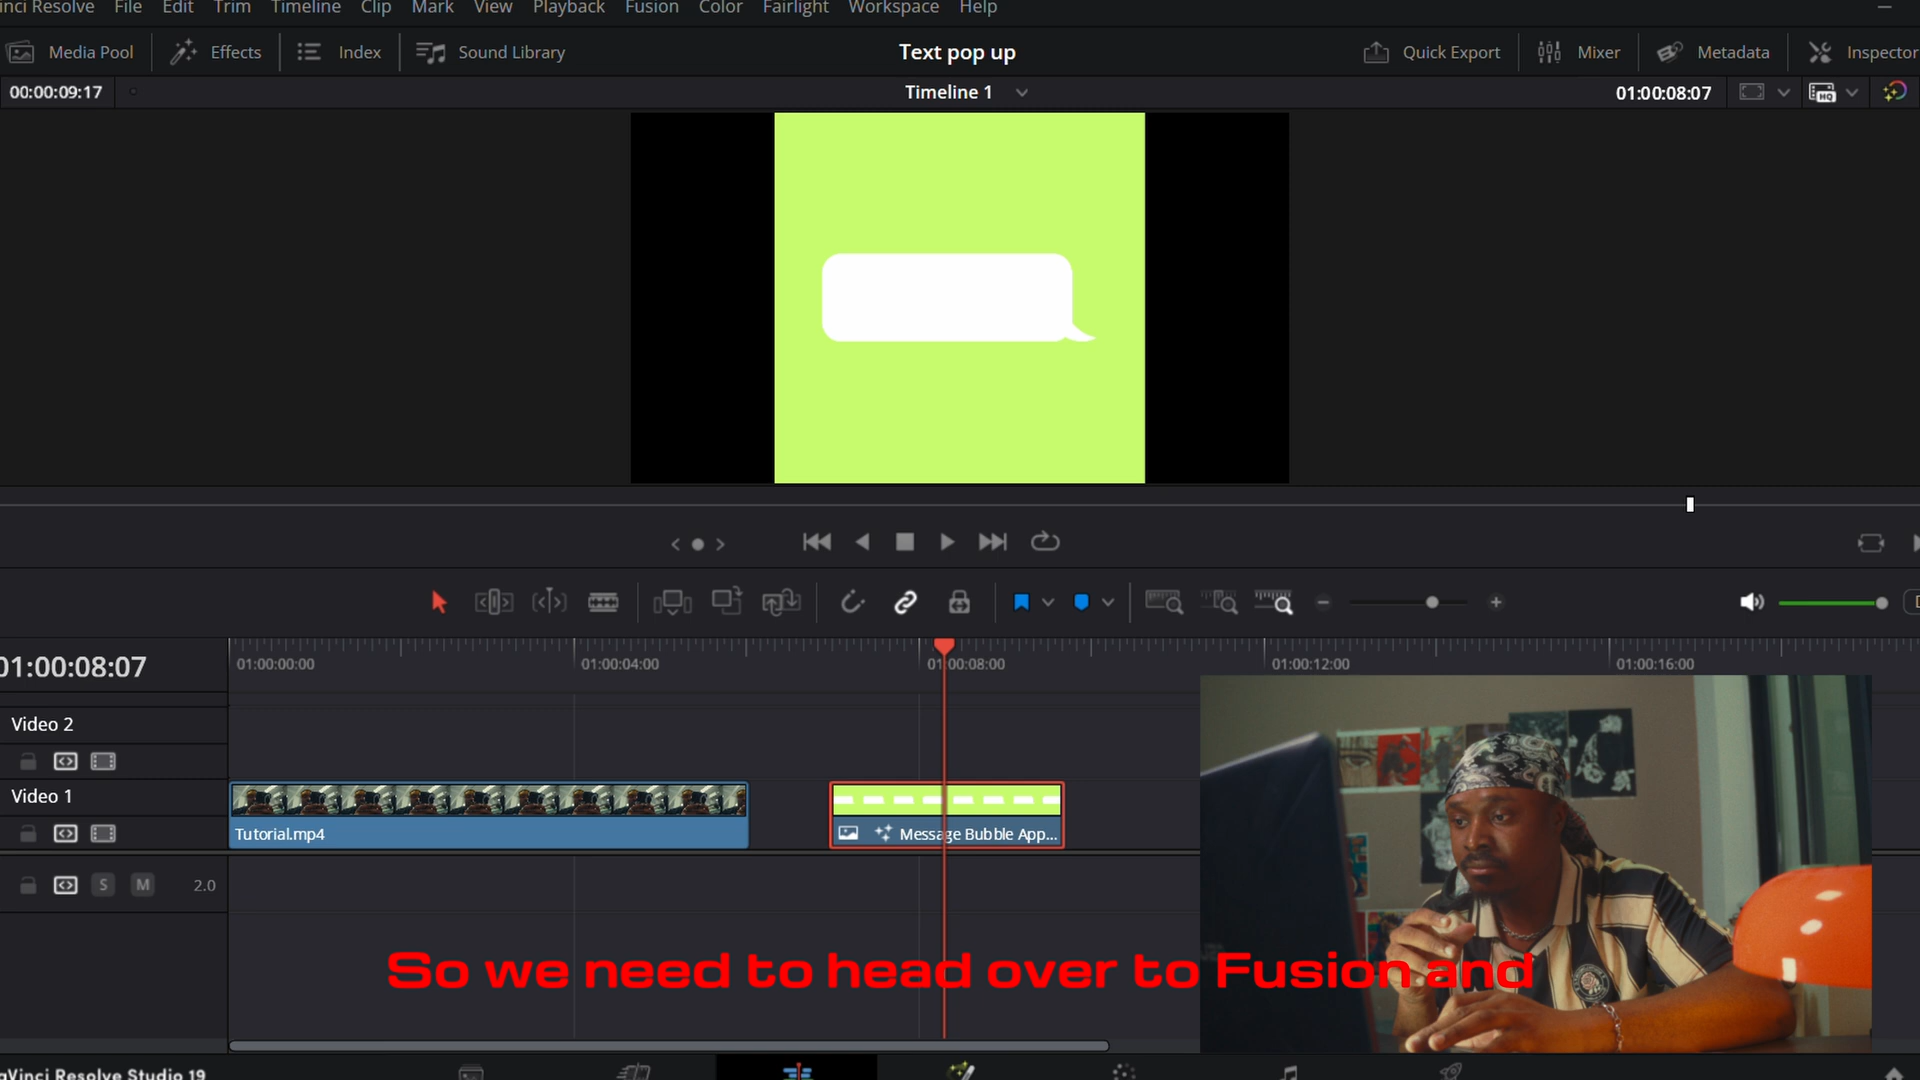 nci Resolve File Edit Trim Timeline Clip Mark View Playback Fusion Color Fairlight Workspace Help
Media Pool Effects Index Sound Library Text pop up Quick Export Mixer Metadata Inspector
00:00:09:17 Timeline 1 01:00:08:07 HQ
01:00:08:07 01:00:00:00 01:00:04:00 01:00:08:00 01:00:12:00 01:00:16:00
Video 2
Video 1
Tutorial.mp4 Message Bubble App...
S M 2.0
So we need to head over to Fusion and
aVinci Resolve Studio 19